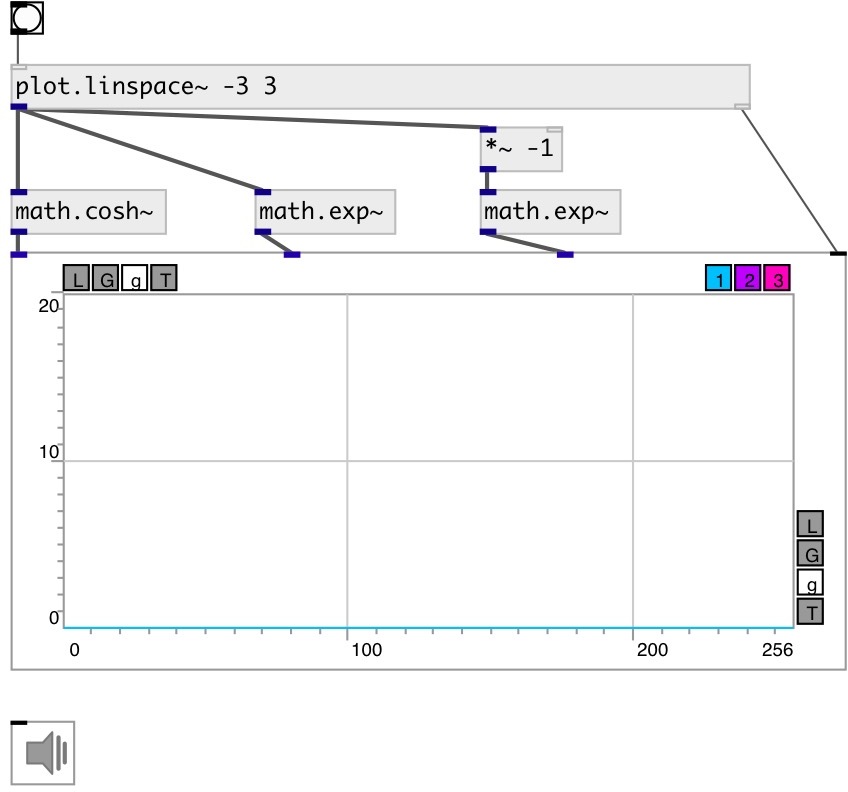 plot.linspace~ -3 3
*~ -1
math.cosh~ math.exp~ math.exp~
L G g T 1 2 3
20
10
L
G
g
T
0
0 100 200 256